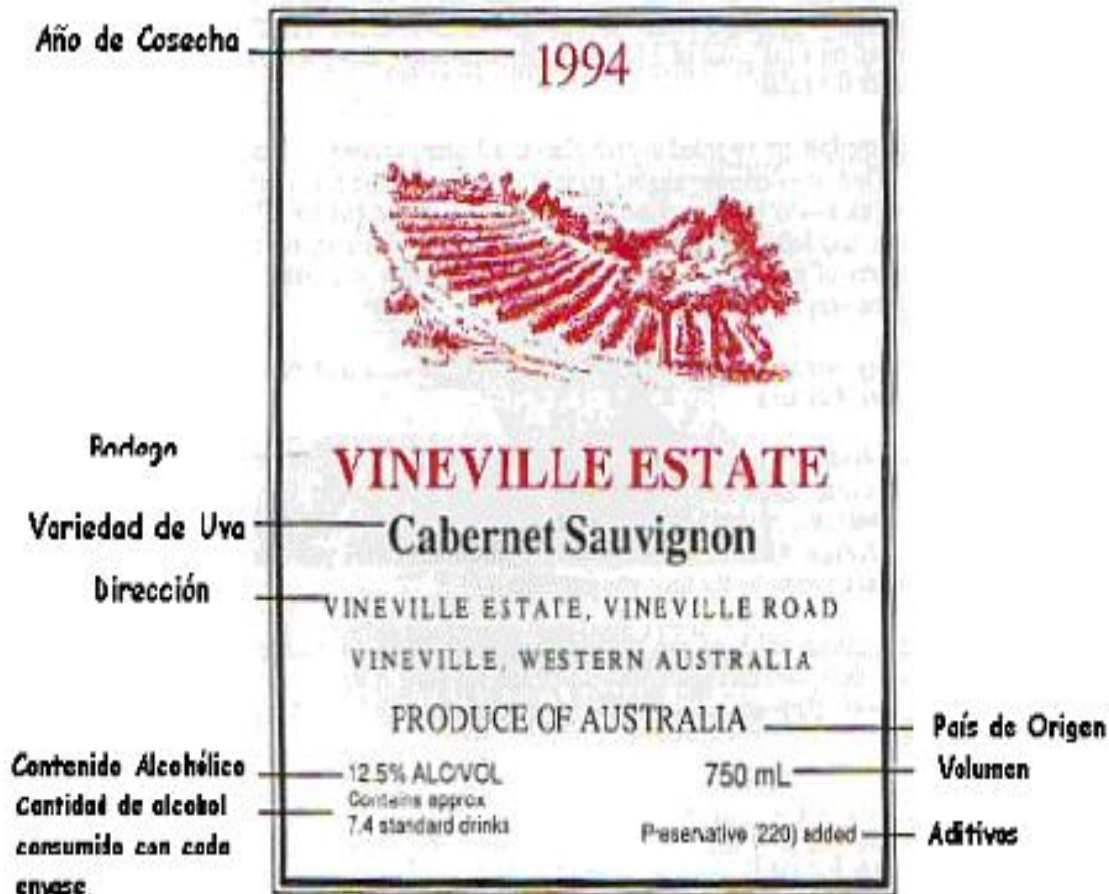 Año de Cosecha
1994
Bodega
VINEVILLE ESTATE
Variedad de Uva
Cabernet Sauvignon
Dirección
VINEVILLE ESTATE, VINEVILLE ROAD
VINEVILLE, WESTERN AUSTRALIA
PRODUCE OF AUSTRALIA
País de Origen
Contenido Alcohólico
12.5% ALC/VOL
750 mL
Volumen
Cantidad de alcohol
consumido con cada
envase
Contains approx
7.4 standard drinks
Preservative (220) added
Aditivos